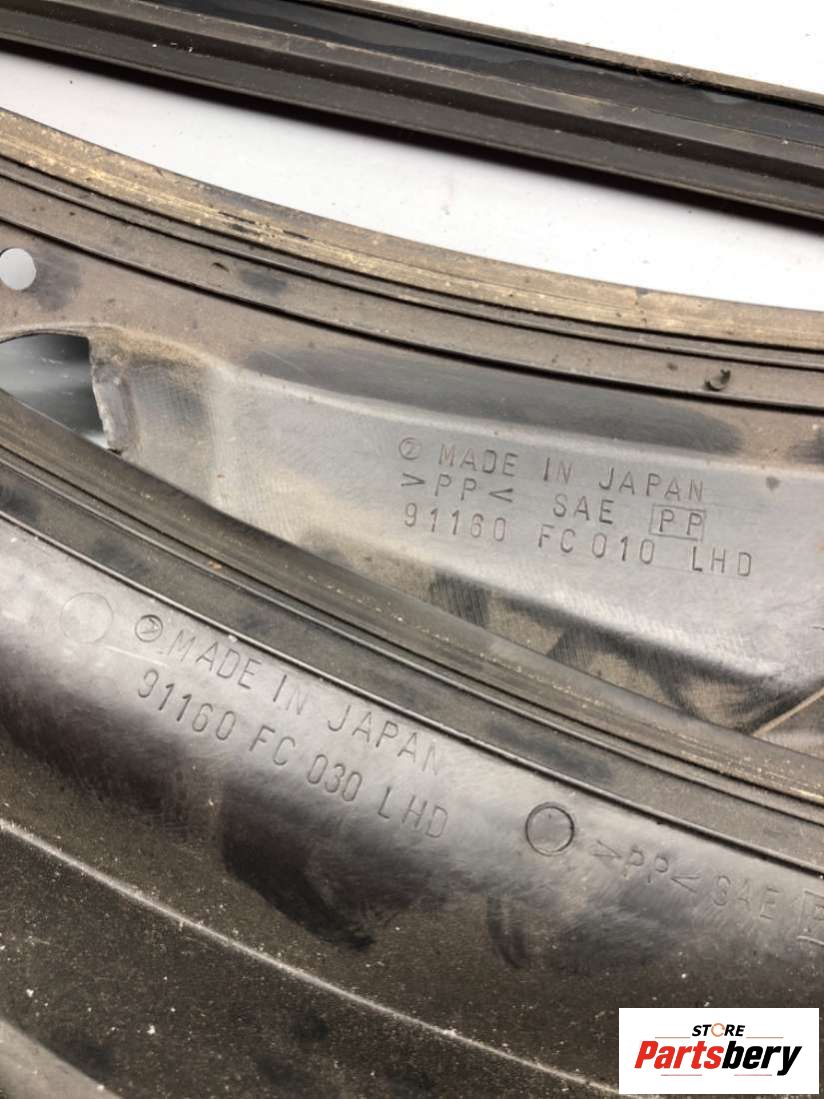 MADE IN JAPAN
>PP< SAE PP
91160 FC010 LHD
MADE IN JAPAN
91160 FC 030 LHD
>PP< SAE P
STORE
Partsbery